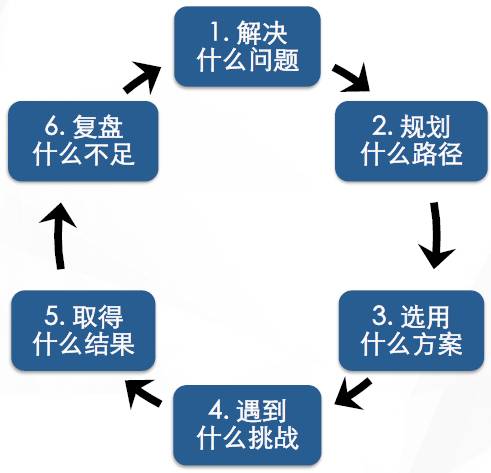 1. 解决
什么问题
2. 规划
什么路径
3. 选用
什么方案
4. 遇到
什么挑战
5. 取得
什么结果
6. 复盘
什么不足